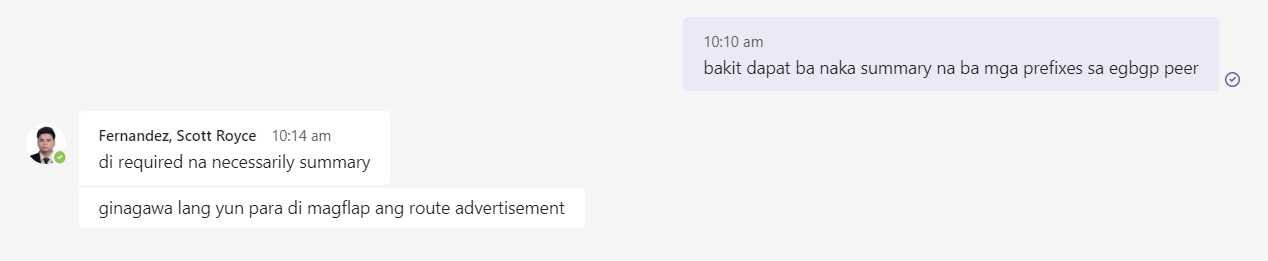 10:10 am
bakit dapat ba naka summary na ba mga prefixes sa egbgp peer
Fernandez, Scott Royce 10:14 am
di required na necessarily summary
ginagawa lang yun para di magflap ang route advertisement